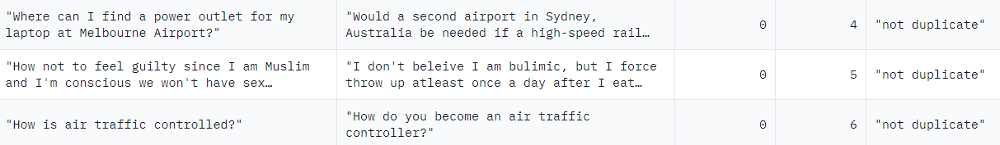 "Where can I find a power outlet for my
laptop at Melbourne Airport?"
"Would a second airport in Sydney,
Australia be needed if a high-speed rail…
0
4
"not duplicate"
"How not to feel guilty since I am Muslim
and I'm conscious we won't have sex…
"I don't beleive I am bulimic, but I force
throw up atleast once a day after I eat…
0
5
"not duplicate"
"How is air traffic controlled?"
"How do you become an air traffic
controller?"
0
6
"not duplicate"